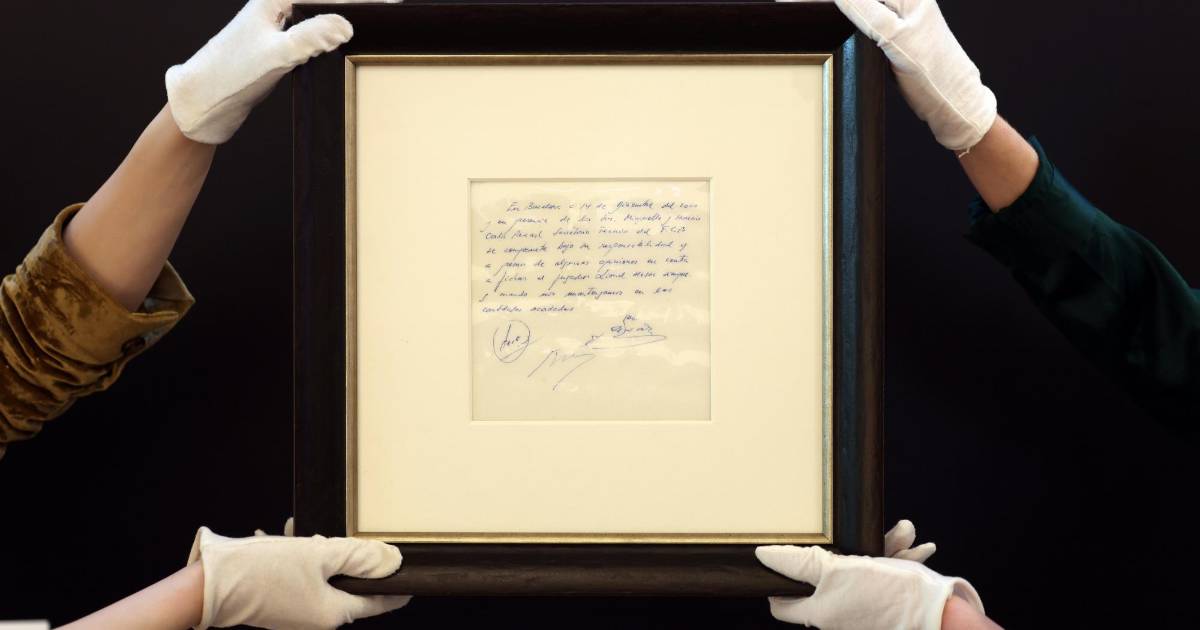 En Barcelona a 14 de diciembre del 2000
y en presencia de los Srs. Minguella y Horacio
Carles Rexach Secretario Técnico del F.C.B
se compromete bajo su responsabilidad y
a pesar de algunas opiniones en contra
a fichar al jugador Lionel Messi siempre
y cuando nos mantengamos en las
cantidades acordadas